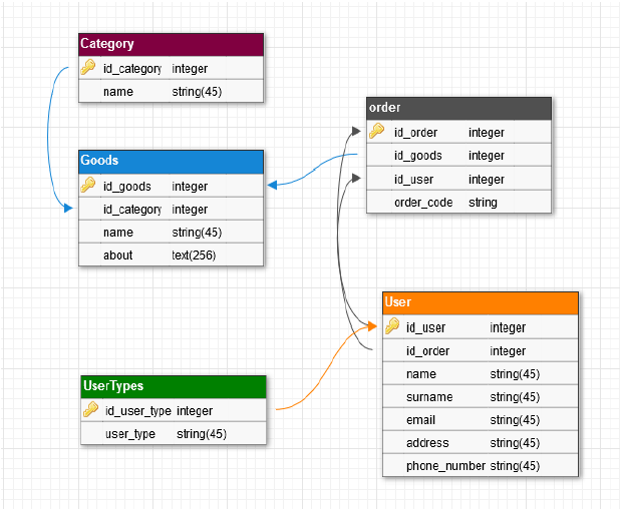 Category
id_category integer
name string(45)
Goods
id_goods integer
id_category integer
name string(45)
about text(256)
order
id_order integer
id_goods integer
id_user integer
order_code string
User
id_user integer
id_order integer
name string(45)
surname string(45)
email string(45)
address string(45)
phone_number string(45)
UserTypes
id_user_type integer
user_type string(45)